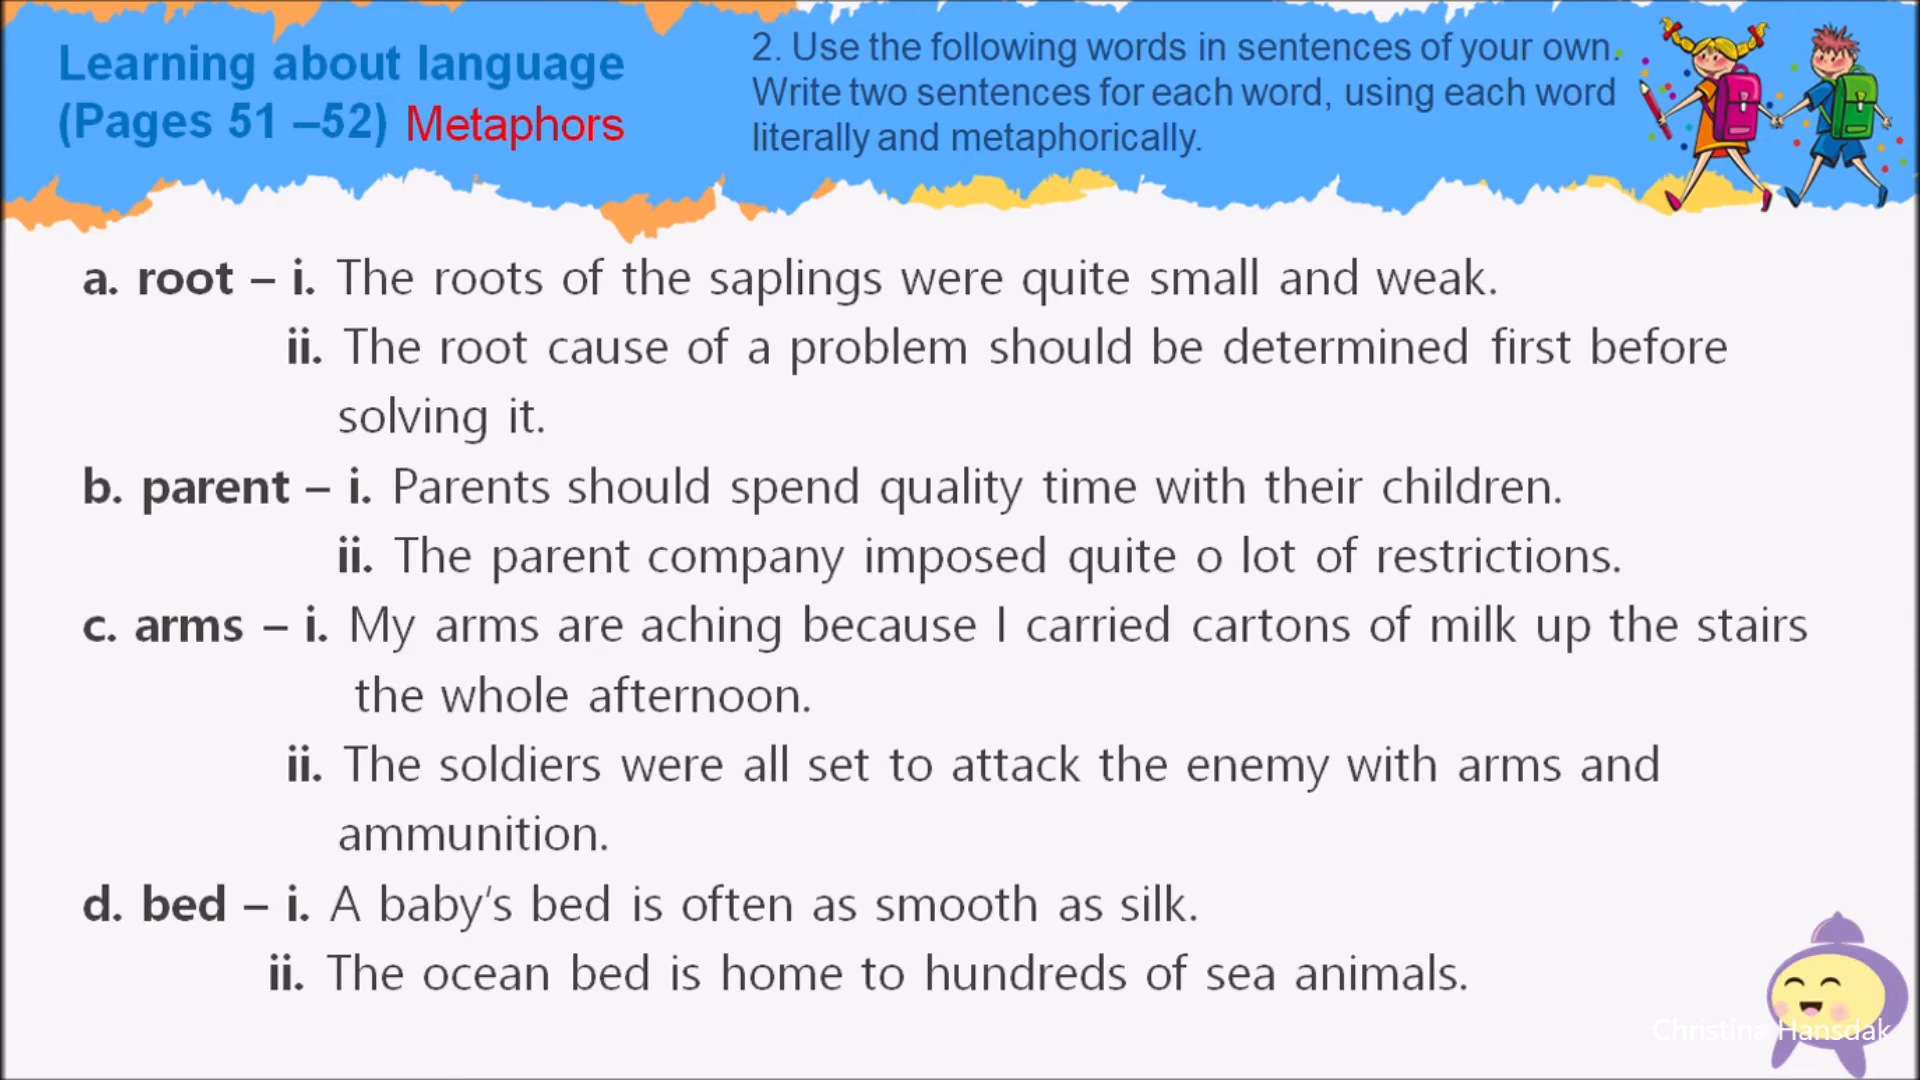 Learning about language
(Pages 51 –52) Metaphors
2. Use the following words in sentences of your own.
Write two sentences for each word, using each word
literally and metaphorically.
a. root – i. The roots of the saplings were quite small and weak.
ii. The root cause of a problem should be determined first before
solving it.
b. parent – i. Parents should spend quality time with their children.
ii. The parent company imposed quite o lot of restrictions.
c. arms – i. My arms are aching because I carried cartons of milk up the stairs
the whole afternoon.
ii. The soldiers were all set to attack the enemy with arms and
ammunition.
d. bed – i. A baby's bed is often as smooth as silk.
ii. The ocean bed is home to hundreds of sea animals.
Christina Hansdak